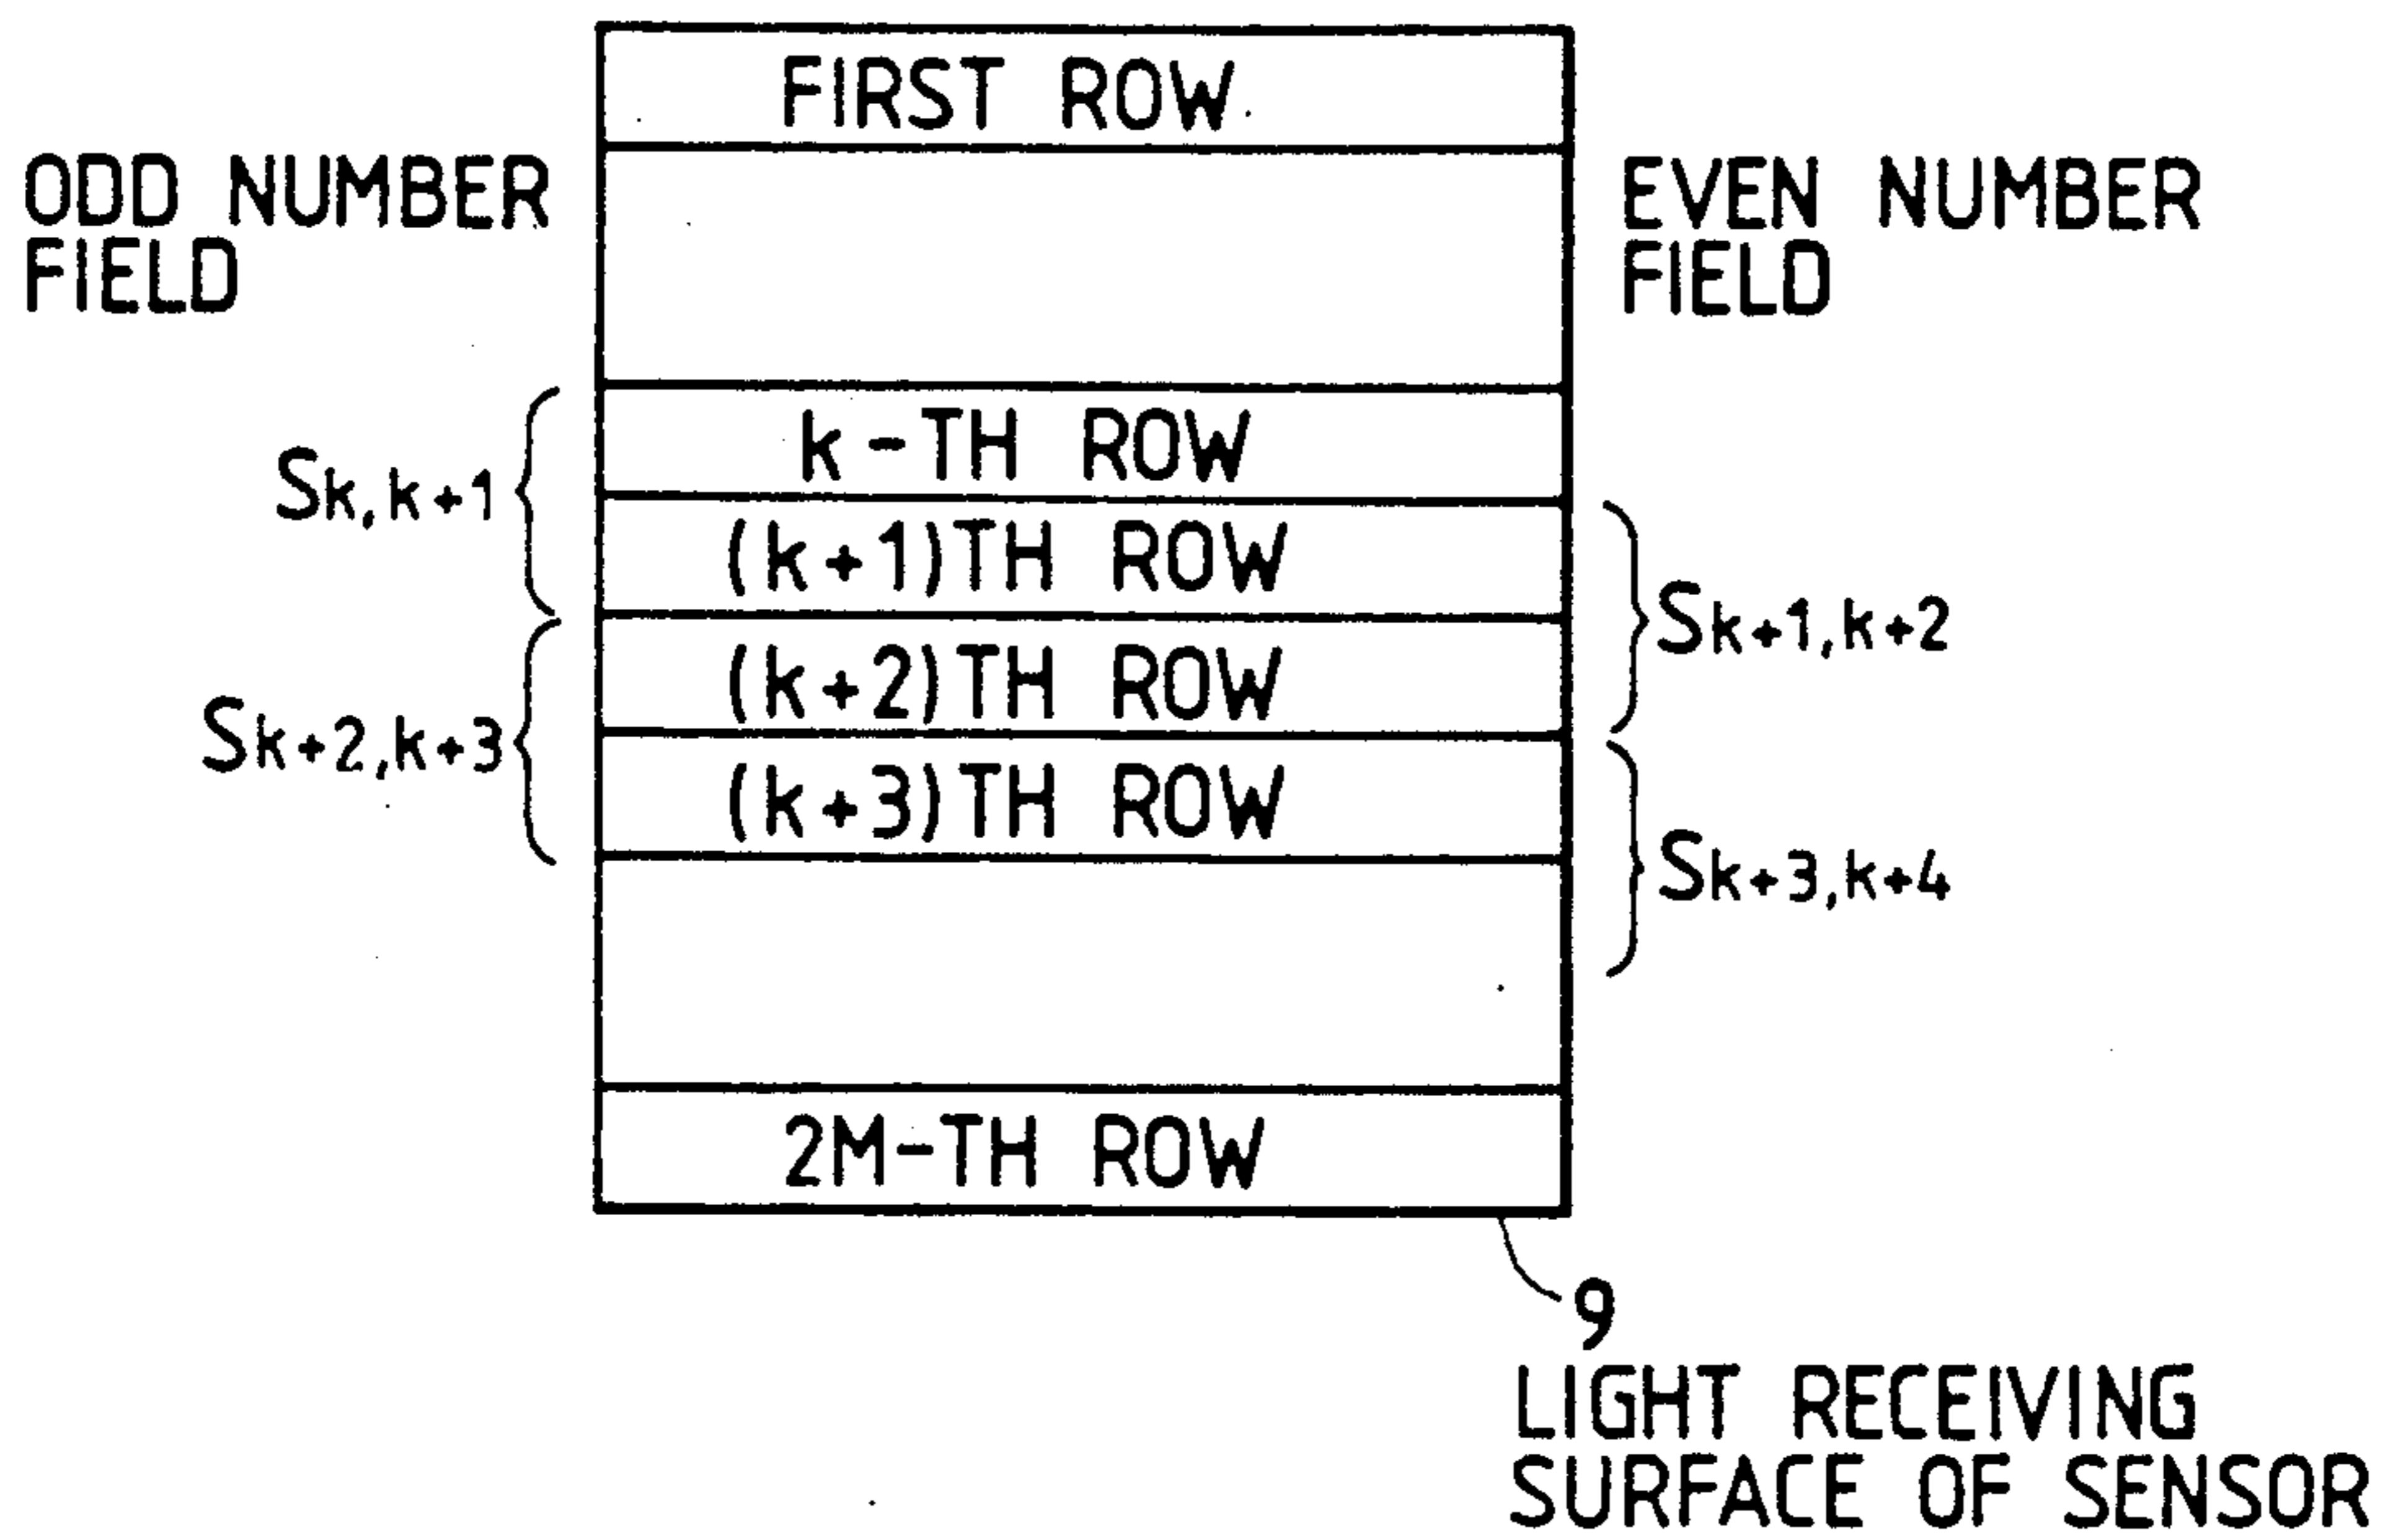 FIRST ROW
ODD NUMBER
FIELD
EVEN NUMBER
FIELD
k-TH ROW
Sk,k+1
(k+1)TH ROW
Sk+1,k+2
(k+2)TH ROW
Sk+2,k+3
(k+3)TH ROW
Sk+3,k+4
2M-TH ROW
9
LIGHT RECEIVING
SURFACE OF SENSOR